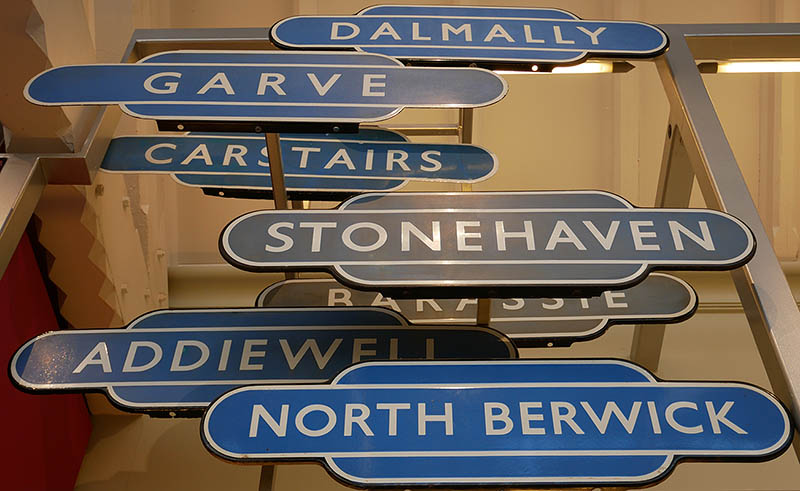 DALMALLY
GARVE
CARSTAIRS
STONEHAVEN
BARASSIE
ADDIEWELL
NORTH BERWICK